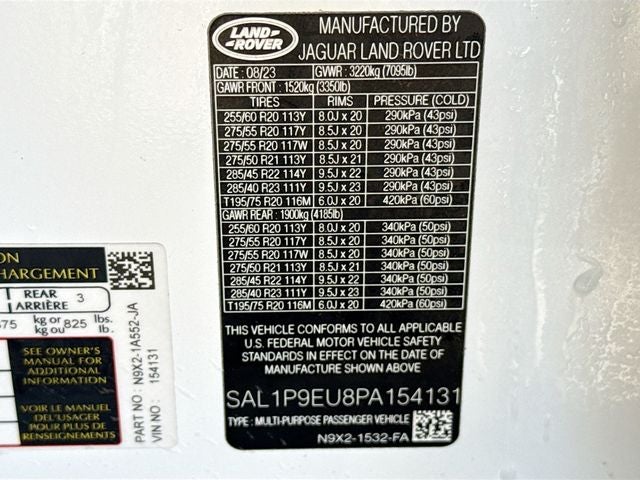 LAND-
ROVER
MANUFACTURED BY
JAGUAR LAND ROVER LTD
DATE : 08/23 GVWR : 3220kg (7095lb)
GAWR FRONT : 1520kg (3350lb)
TIRES RIMS PRESSURE (COLD)
255/60 R20 113Y 8.0J x 20 290kPa (43psi)
275/55 R20 117Y 8.5J x 20 290kPa (43psi)
275/55 R20 117W 8.5J x 20 290kPa (43psi)
275/50 R21 113Y 8.5J x 21 290kPa (43psi)
285/45 R22 114Y 9.5J x 22 290kPa (43psi)
285/40 R23 111Y 9.5J x 23 290kPa (43psi)
T195/75 R20 116M 6.0J x 20 420kPa (60psi)
GAWR REAR : 1900kg (4185lb)
255/60 R20 113Y 8.0J x 20 340kPa (50psi)
275/55 R20 117Y 8.5J x 20 340kPa (50psi)
275/55 R20 117W 8.5J x 20 340kPa (50psi)
275/50 R21 113Y 8.5J x 21 340kPa (50psi)
285/45 R22 114Y 9.5J x 22 340kPa (50psi)
285/40 R23 111Y 9.5J x 23 340kPa (50psi)
T195/75 R20 116M 6.0J x 20 420kPa (60psi)
THIS VEHICLE CONFORMS TO ALL APPLICABLE
U.S. FEDERAL MOTOR VEHICLE SAFETY
STANDARDS IN EFFECT ON THE DATE OF
MANUFACTURE SHOWN ABOVE
SAL1P9EU8PA154131
TYPE : MULTI-PURPOSE PASSENGER VEHICLE
N9X2-1532-FA
ON
HARGEMENT
REAR 3
ARRIÈRE
675 kg or 825 lbs.
kg ou lb.
SEE OWNER'S
MANUAL FOR
ADDITIONAL
INFORMATION
VOIR LE MANUEL
DEL'USAGER
POUR PLUS DE
RENSEIGNEMENTS
PART NO : N9X2-1A552-JA
VIN NO : 154131